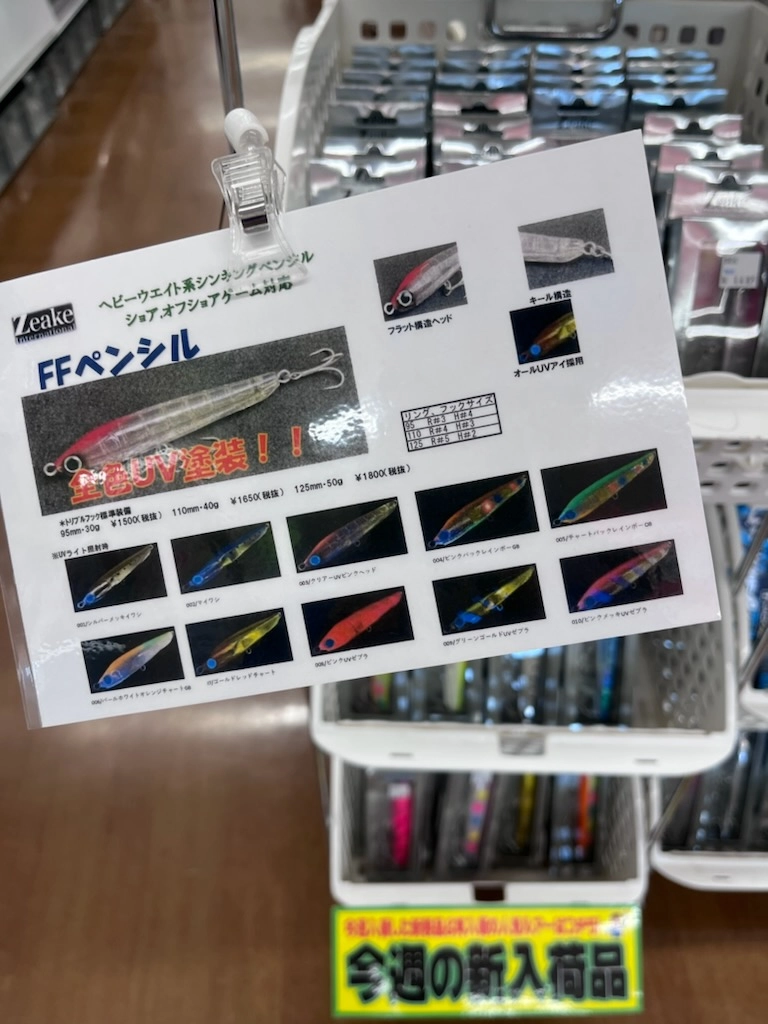 Zeake
International
ヘビーウエイト系シンキングペンシル
ショア,オフショアゲーム対応
FFペンシル
フラット構造ヘッド
キール構造
オールUVアイ採用
全色UV塗装！！
リング、フックサイズ
95 R#3 H#4
110 R#4 H#3
125 R#5 H#2
*トリプルフック標準装備
95mm・30g ¥1500(税抜) 110mm・40g ¥1650(税抜) 125mm・50g ¥1800(税抜)
※UVライト照射時
001/シルバーメッキイワシ
002/ケイワシ
003/クリアーUVピンクヘッド
004/ピンクバックレインボーGB
005/チャートバックレインボーGB
006/パールホワイトオレンジチャートGB
ゴールドレッドチャート
008/ピンクUVゼブラ
009/グリーンゴールドUVゼブラ
010/ピンクメッキUVゼブラ
Zeake
今週の新入荷品